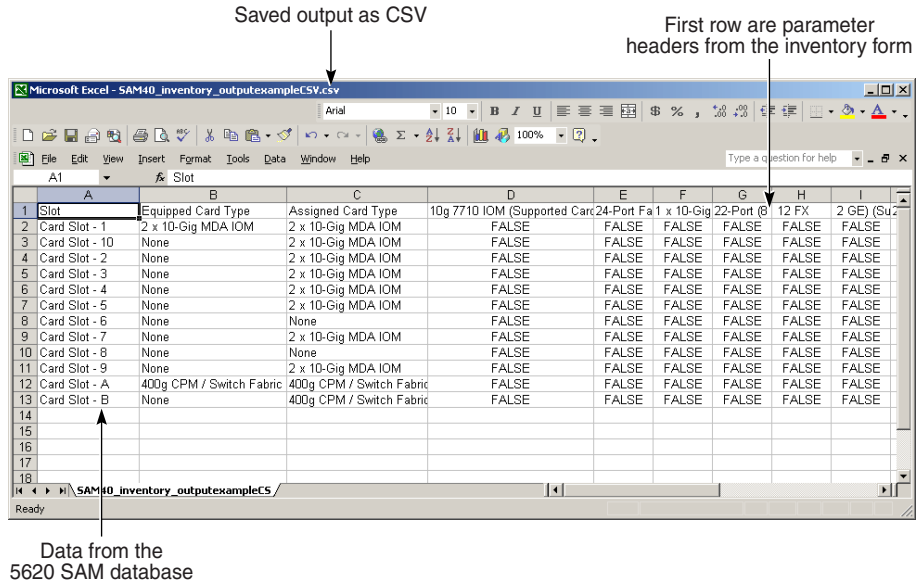 Saved output as CSV
First row are parameter
headers from the inventory form
Microsoft Excel - SAM40_inventory_outputexampleCSV.csv
Arial 10 B I U $ % ,
100%
File Edit View Insert Format Tools Data Window Help Type a question for help
A1 fx Slot
A B C D E F G H I
1 Slot Equipped Card Type Assigned Card Type 10g 7710 IOM (Supported Card 24-Port Fa 1 x 10-Gig 22-Port (8 12 FX 2 GE) (Su 2
2 Card Slot - 1 2 x 10-Gig MDA IOM 2 x 10-Gig MDA IOM FALSE FALSE FALSE FALSE FALSE FALSE
3 Card Slot - 10 None 2 x 10-Gig MDA IOM FALSE FALSE FALSE FALSE FALSE FALSE
4 Card Slot - 2 None 2 x 10-Gig MDA IOM FALSE FALSE FALSE FALSE FALSE FALSE
5 Card Slot - 3 None 2 x 10-Gig MDA IOM FALSE FALSE FALSE FALSE FALSE FALSE
6 Card Slot - 4 None 2 x 10-Gig MDA IOM FALSE FALSE FALSE FALSE FALSE FALSE
7 Card Slot - 5 None 2 x 10-Gig MDA IOM FALSE FALSE FALSE FALSE FALSE FALSE
8 Card Slot - 6 None None FALSE FALSE FALSE FALSE FALSE FALSE
9 Card Slot - 7 None 2 x 10-Gig MDA IOM FALSE FALSE FALSE FALSE FALSE FALSE
10 Card Slot - 8 None None FALSE FALSE FALSE FALSE FALSE FALSE
11 Card Slot - 9 None 2 x 10-Gig MDA IOM FALSE FALSE FALSE FALSE FALSE FALSE
12 Card Slot - A 400g CPM / Switch Fabric 400g CPM / Switch Fabric FALSE FALSE FALSE FALSE FALSE FALSE
13 Card Slot - B None 400g CPM / Switch Fabric FALSE FALSE FALSE FALSE FALSE FALSE
14
15
16
17
18
SAM40_inventory_outputexampleCS
Ready
Data from the
5620 SAM database